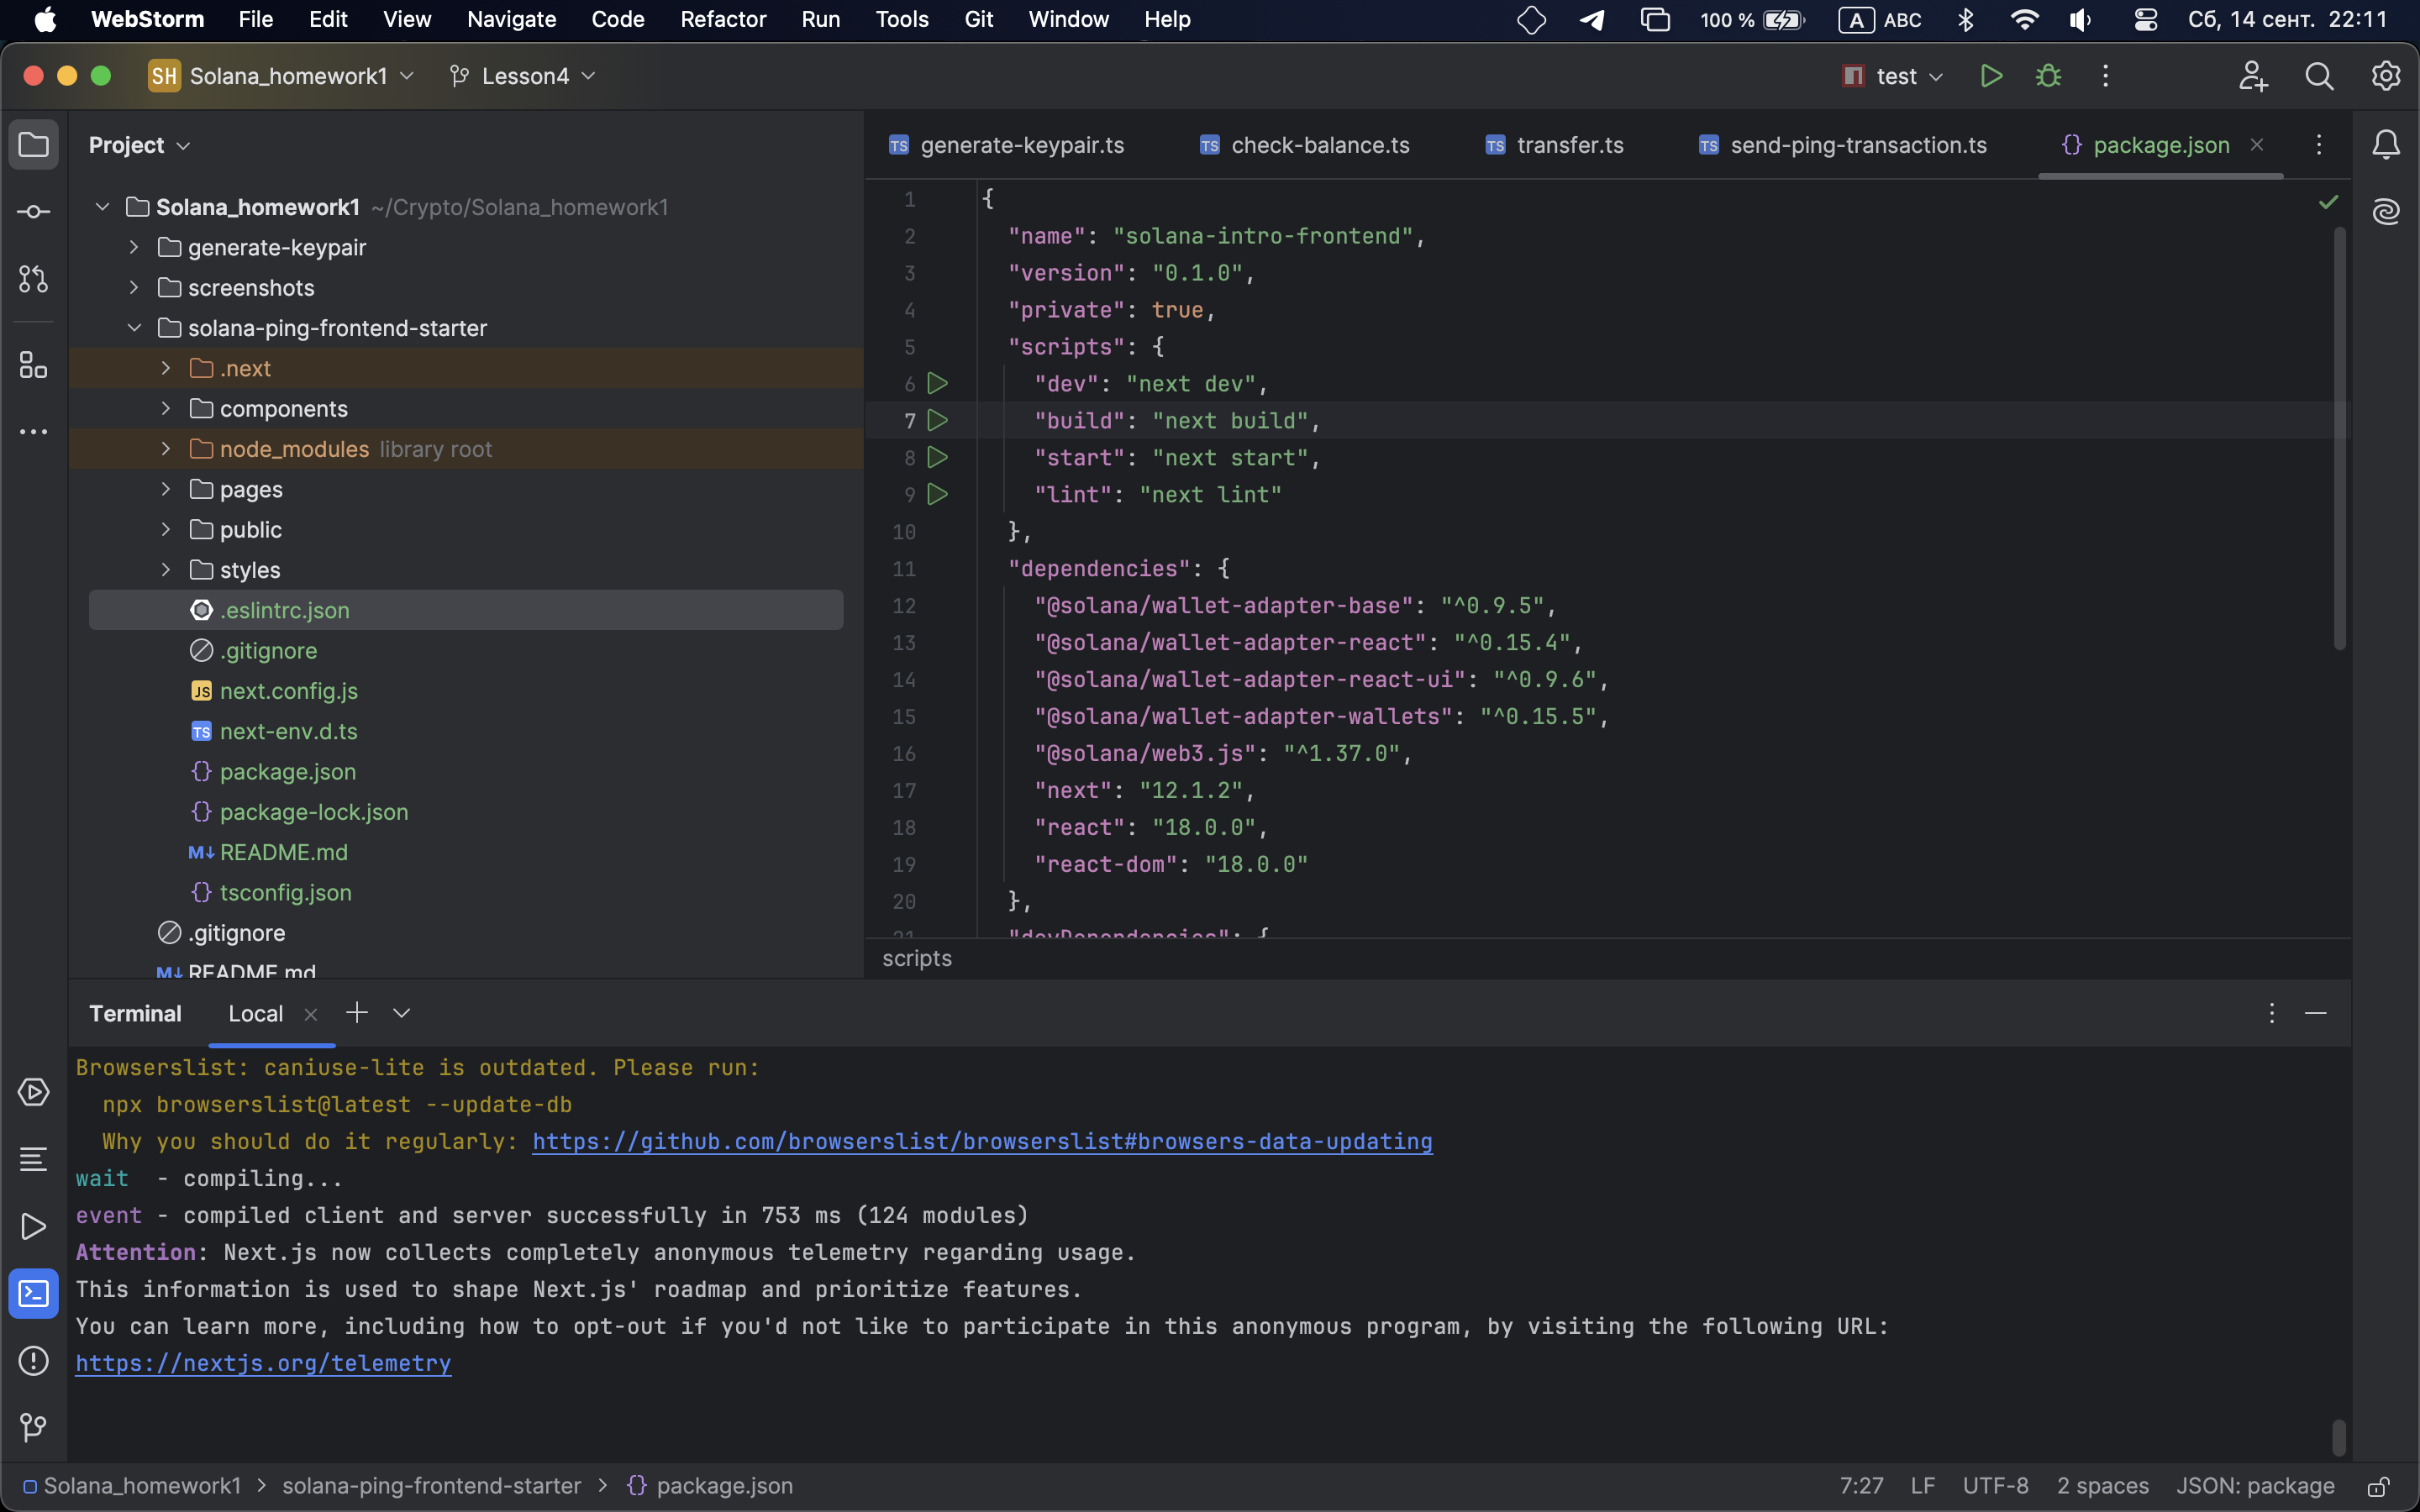 WebStorm File Edit View Navigate Code Refactor Run Tools Git Window Help 100 % A ABC Сб, 14 сент. 22:11
SH Solana_homework1 Lesson4 test
Project
Solana_homework1 ~/Crypto/Solana_homework1
generate-keypair
screenshots
solana-ping-frontend-starter
.next
components
node_modules library root
pages
public
styles
.eslintrc.json
.gitignore
JS next.config.js
TS next-env.d.ts
{} package.json
{} package-lock.json
M↓ README.md
{} tsconfig.json
.gitignore
M↓ README.md
TS generate-keypair.ts TS check-balance.ts TS transfer.ts TS send-ping-transaction.ts {} package.json
1 {
2 "name": "solana-intro-frontend",
3 "version": "0.1.0",
4 "private": true,
5 "scripts": {
6 "dev": "next dev",
7 "build": "next build",
8 "start": "next start",
9 "lint": "next lint"
10 },
11 "dependencies": {
12 "@solana/wallet-adapter-base": "^0.9.5",
13 "@solana/wallet-adapter-react": "^0.15.4",
14 "@solana/wallet-adapter-react-ui": "^0.9.6",
15 "@solana/wallet-adapter-wallets": "^0.15.5",
16 "@solana/web3.js": "^1.37.0",
17 "next": "12.1.2",
18 "react": "18.0.0",
19 "react-dom": "18.0.0"
20 },
21 "devDependencies": {
scripts
Terminal Local
Browserslist: caniuse-lite is outdated. Please run:
npx browserslist@latest --update-db
Why you should do it regularly: https://github.com/browserslist/browserslist#browsers-data-updating
wait - compiling...
event - compiled client and server successfully in 753 ms (124 modules)
Attention: Next.js now collects completely anonymous telemetry regarding usage.
This information is used to shape Next.js' roadmap and prioritize features.
You can learn more, including how to opt-out if you'd not like to participate in this anonymous program, by visiting the following URL:
https://nextjs.org/telemetry
Solana_homework1 > solana-ping-frontend-starter > {} package.json 7:27 LF UTF-8 2 spaces JSON: package